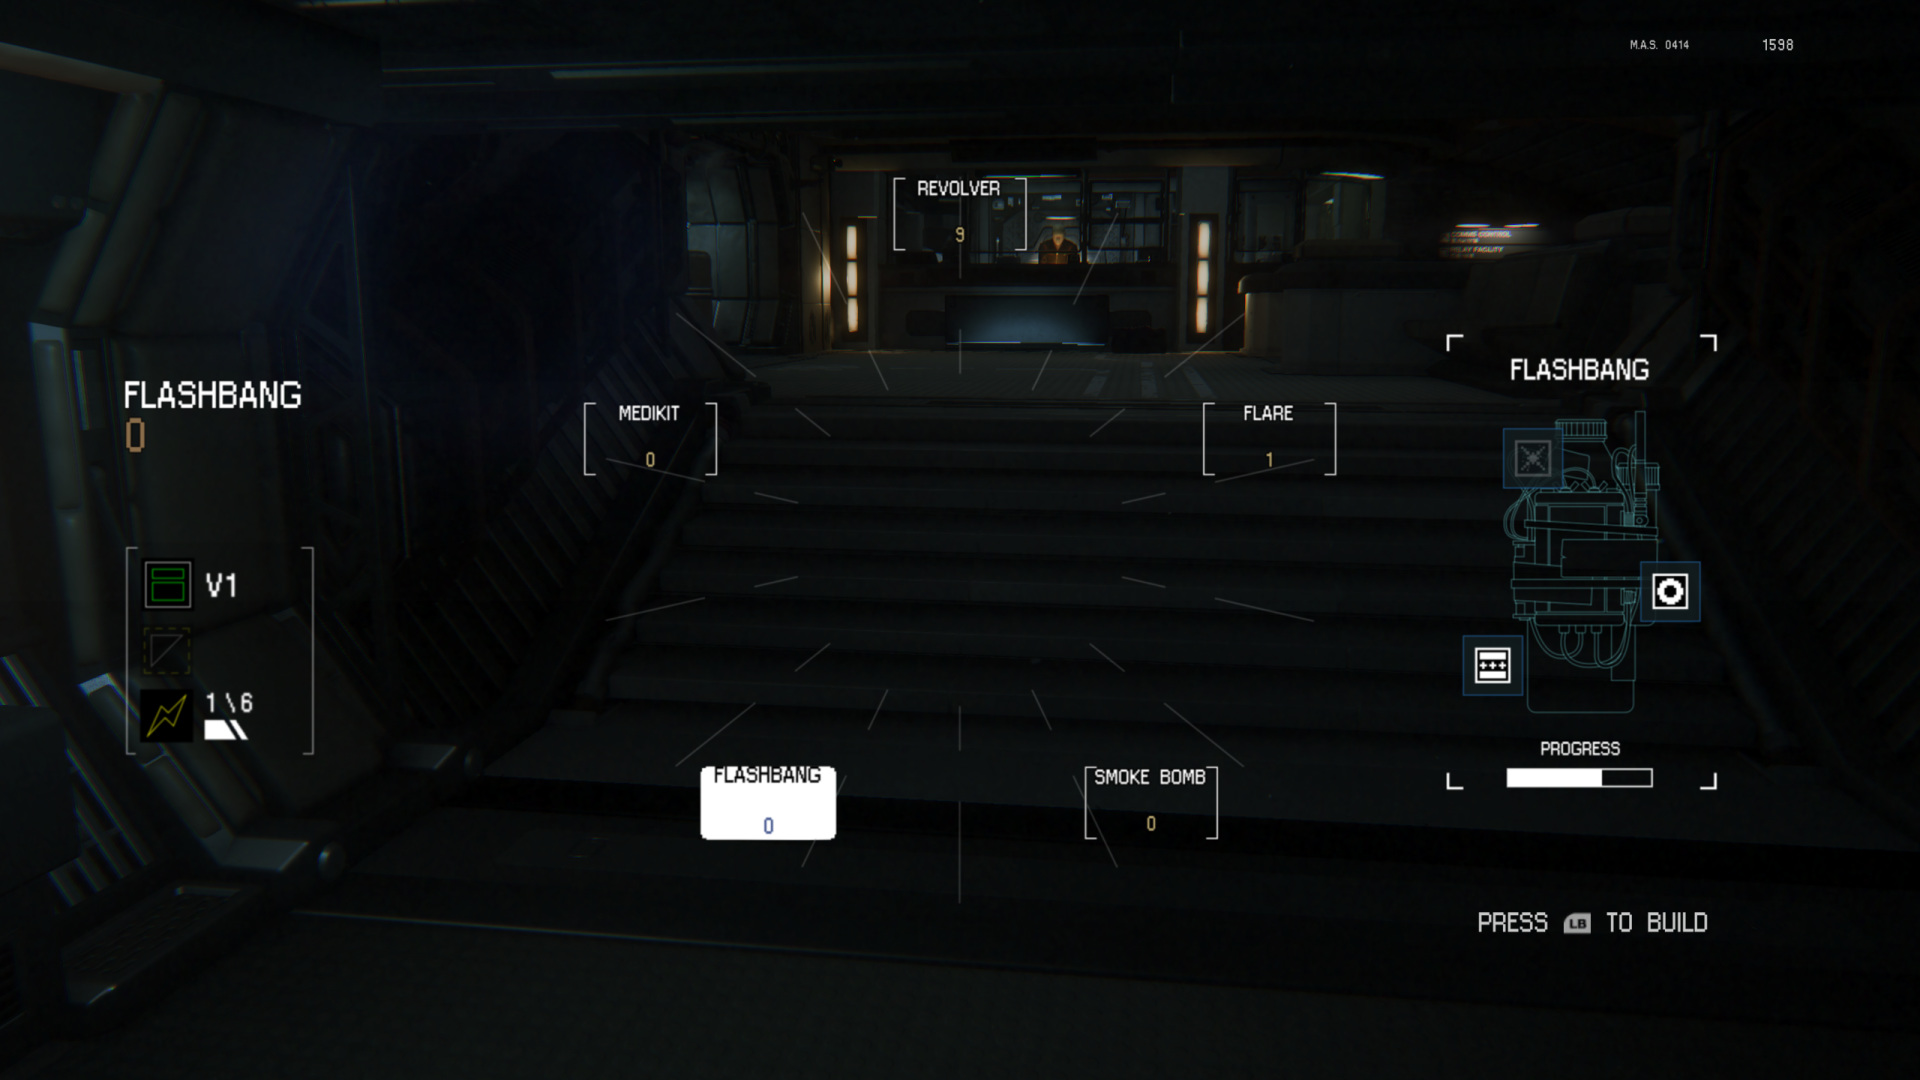 M.A.S. 0414
1598
REVOLVER
9
FLASHBANG
0
MEDIKIT
0
FLARE
1
FLASHBANG
V1
1\6
PROGRESS
FLASHBANG
0
SMOKE BOMB
0
PRESS LB TO BUILD